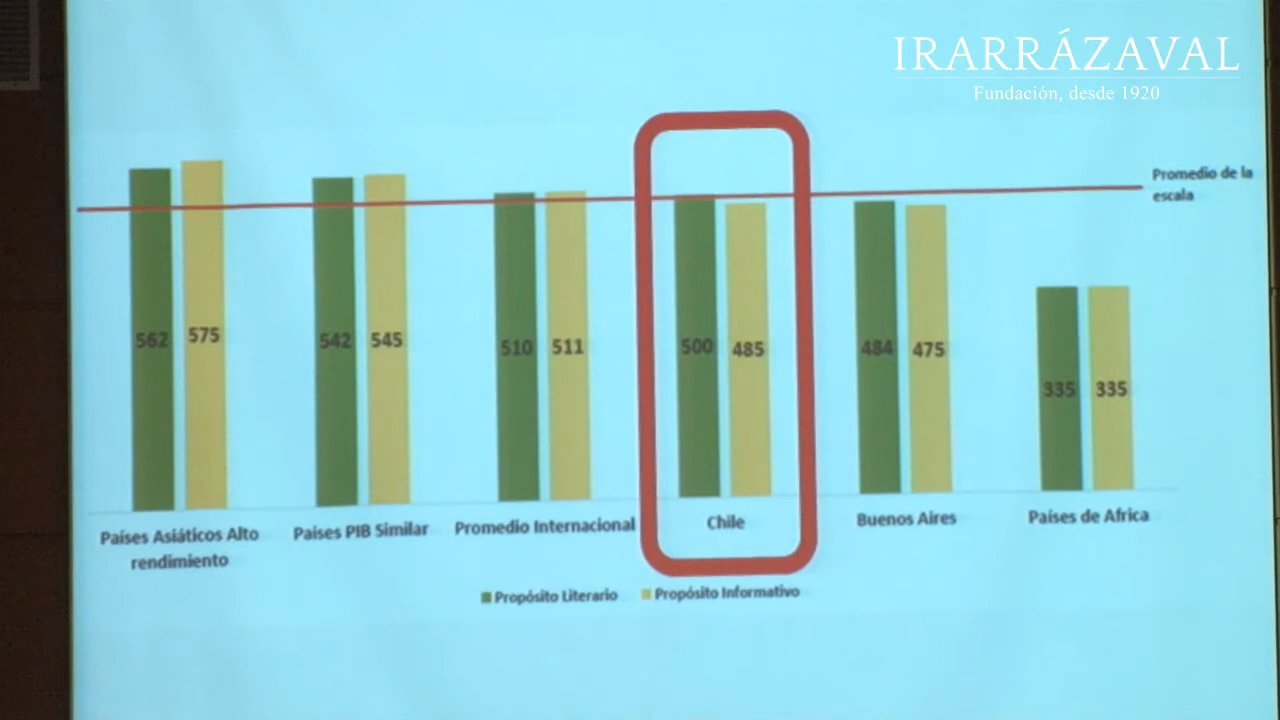 IRARRÁZAVAL
Fundación, desde 1920
Promedio de la
escala
562 575 542 545 510 511 500 485 484 475 335 335
Países Asiáticos Alto
rendimiento
Paises PIB Similar
Promedio Internacional
Chile
Buenos Aires
Países de Africa
Propósito Literario Propósito Informativo